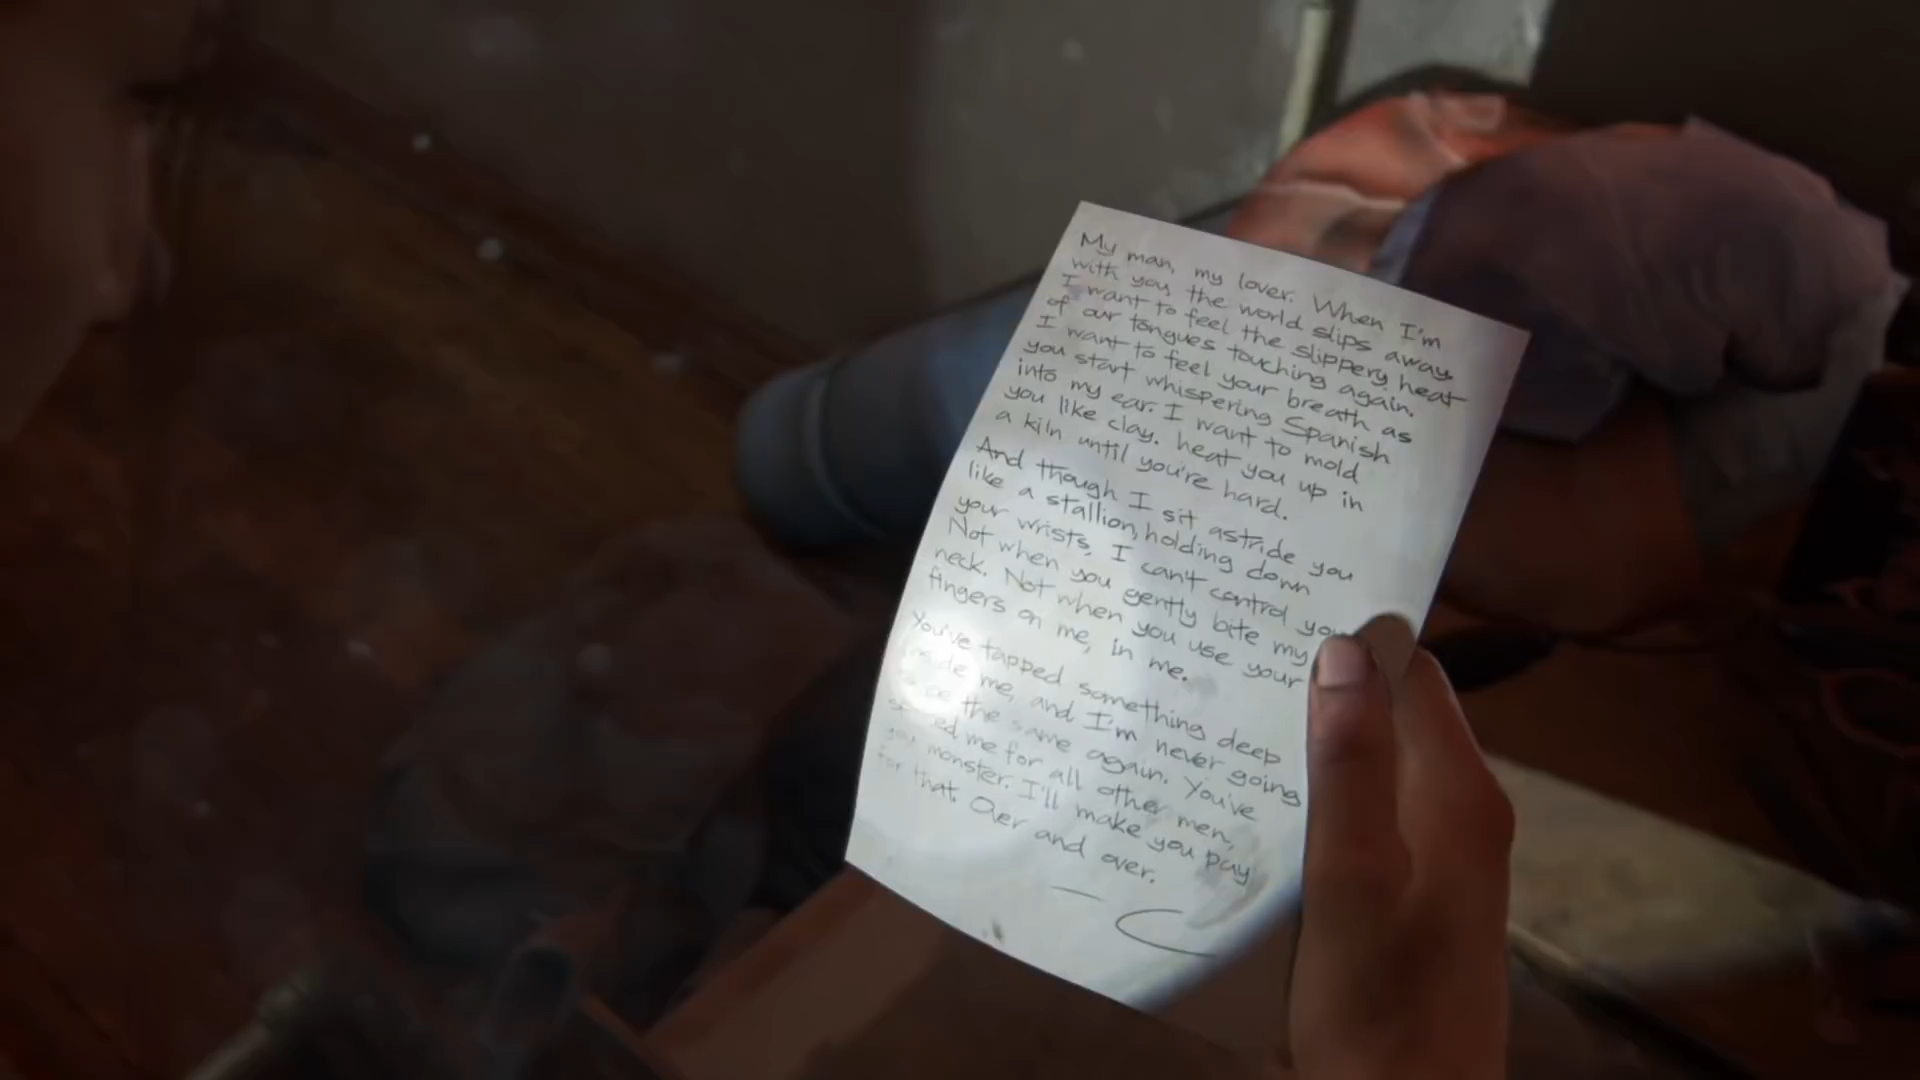 My man, my lover. When I'm
with you, the world slips away.
I want to feel the slippery heat
of our tongues touching again.
I want to feel your breath as
you start whispering Spanish
into my ear. I want to mold
you like clay. heat you up in
a kiln until you're hard.
And though I sit astride you
like a stallion, holding down
your wrists, I can't control you
Not when you gently bite my
neck. Not when you use your
fingers on me, in me.
You've tapped something deep
inside me, and I'm never going
to be the same again. You've
me for all other men,
you monster. I'll make you pay
for that. Over and over.
— C